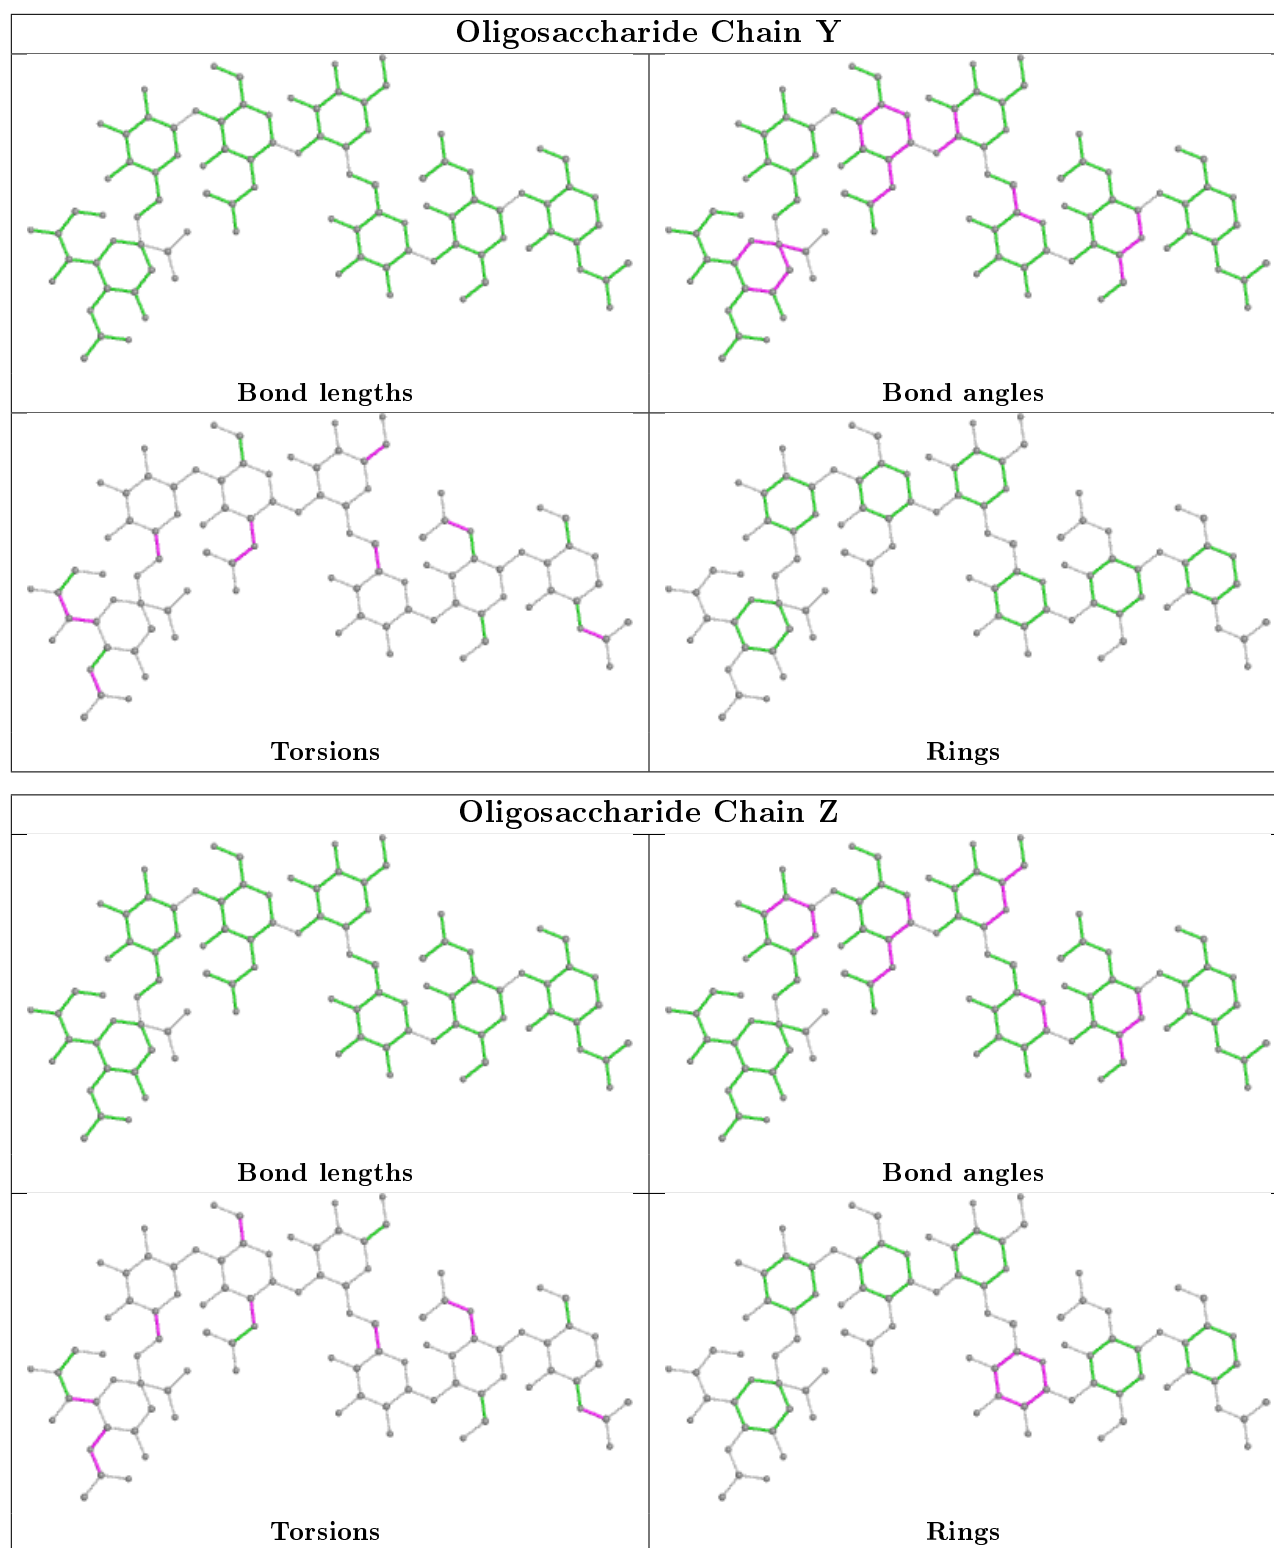 Oligosaccharide Chain Y
Bond lengths
Bond angles
Torsions
Rings
Oligosaccharide Chain Z
Bond lengths
Bond angles
Torsions
Rings